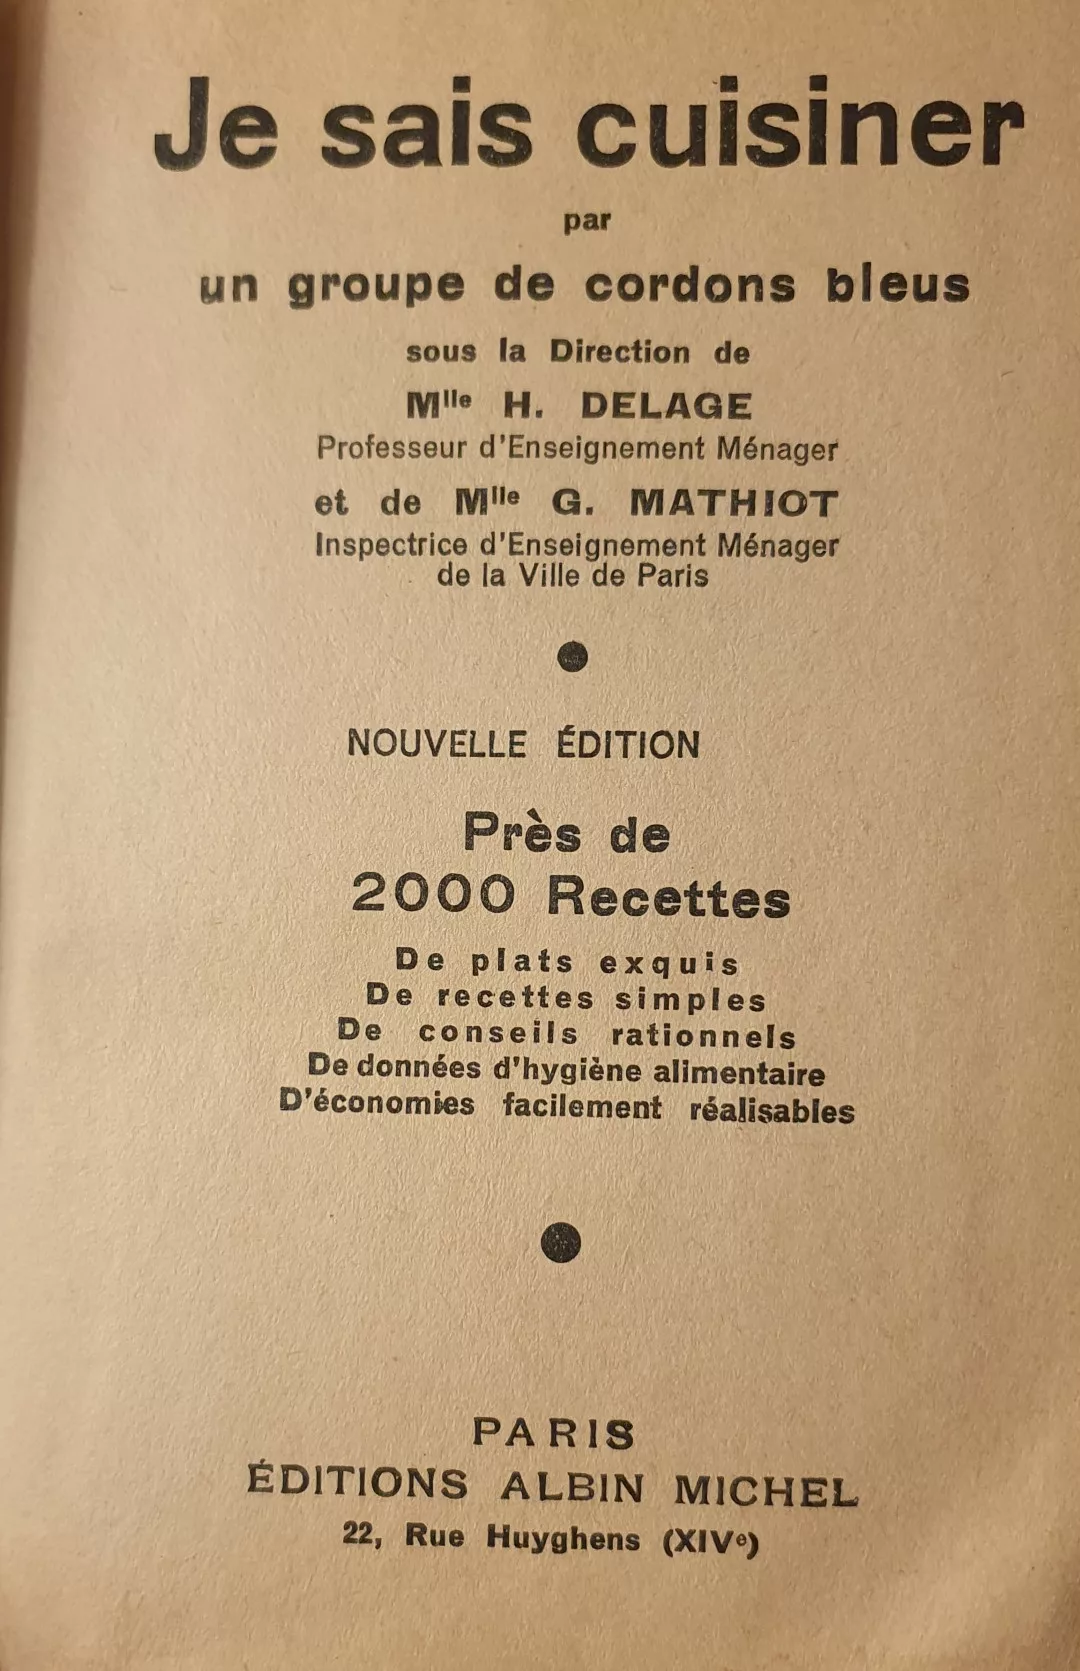 Je sais cuisiner
par
un groupe de cordons bleus
sous la Direction de
Mlle H. DELAGE
Professeur d'Enseignement Ménager
et de Mlle G. MATHIOT
Inspectrice d'Enseignement Ménager
de la Ville de Paris
NOUVELLE ÉDITION
Près de
2000 Recettes
De plats exquis
De recettes simples
De conseils rationnels
De données d'hygiène alimentaire
D'économies facilement réalisables
PARIS
ÉDITIONS ALBIN MICHEL
22, Rue Huyghens (XIVe)